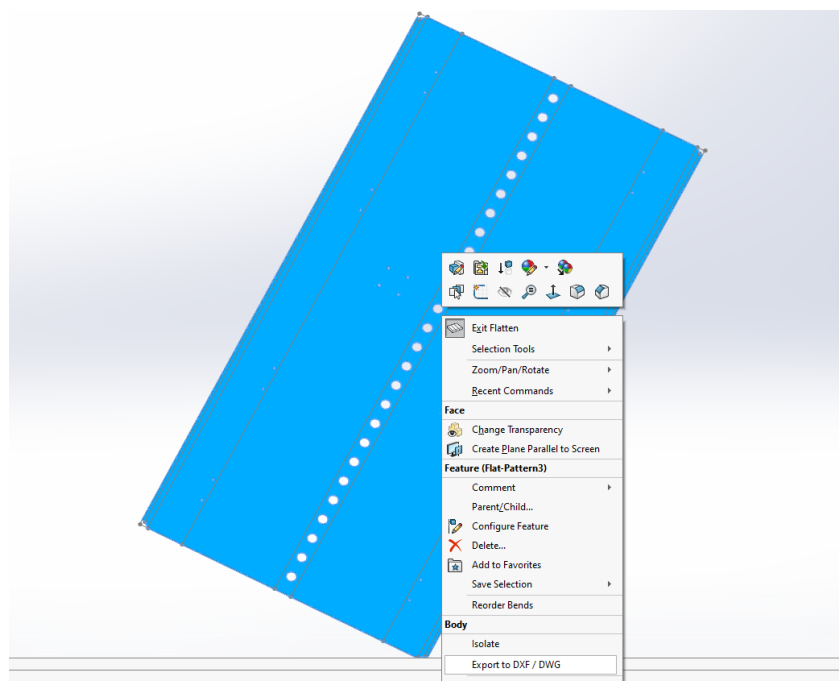 Exit Flatten
Selection Tools
Zoom/Pan/Rotate
Recent Commands
Face
Change Transparency
Create Plane Parallel to Screen
Feature (Flat-Pattern3)
Comment
Parent/Child...
Configure Feature
Delete...
Add to Favorites
Save Selection
Reorder Bends
Body
Isolate
Export to DXF / DWG